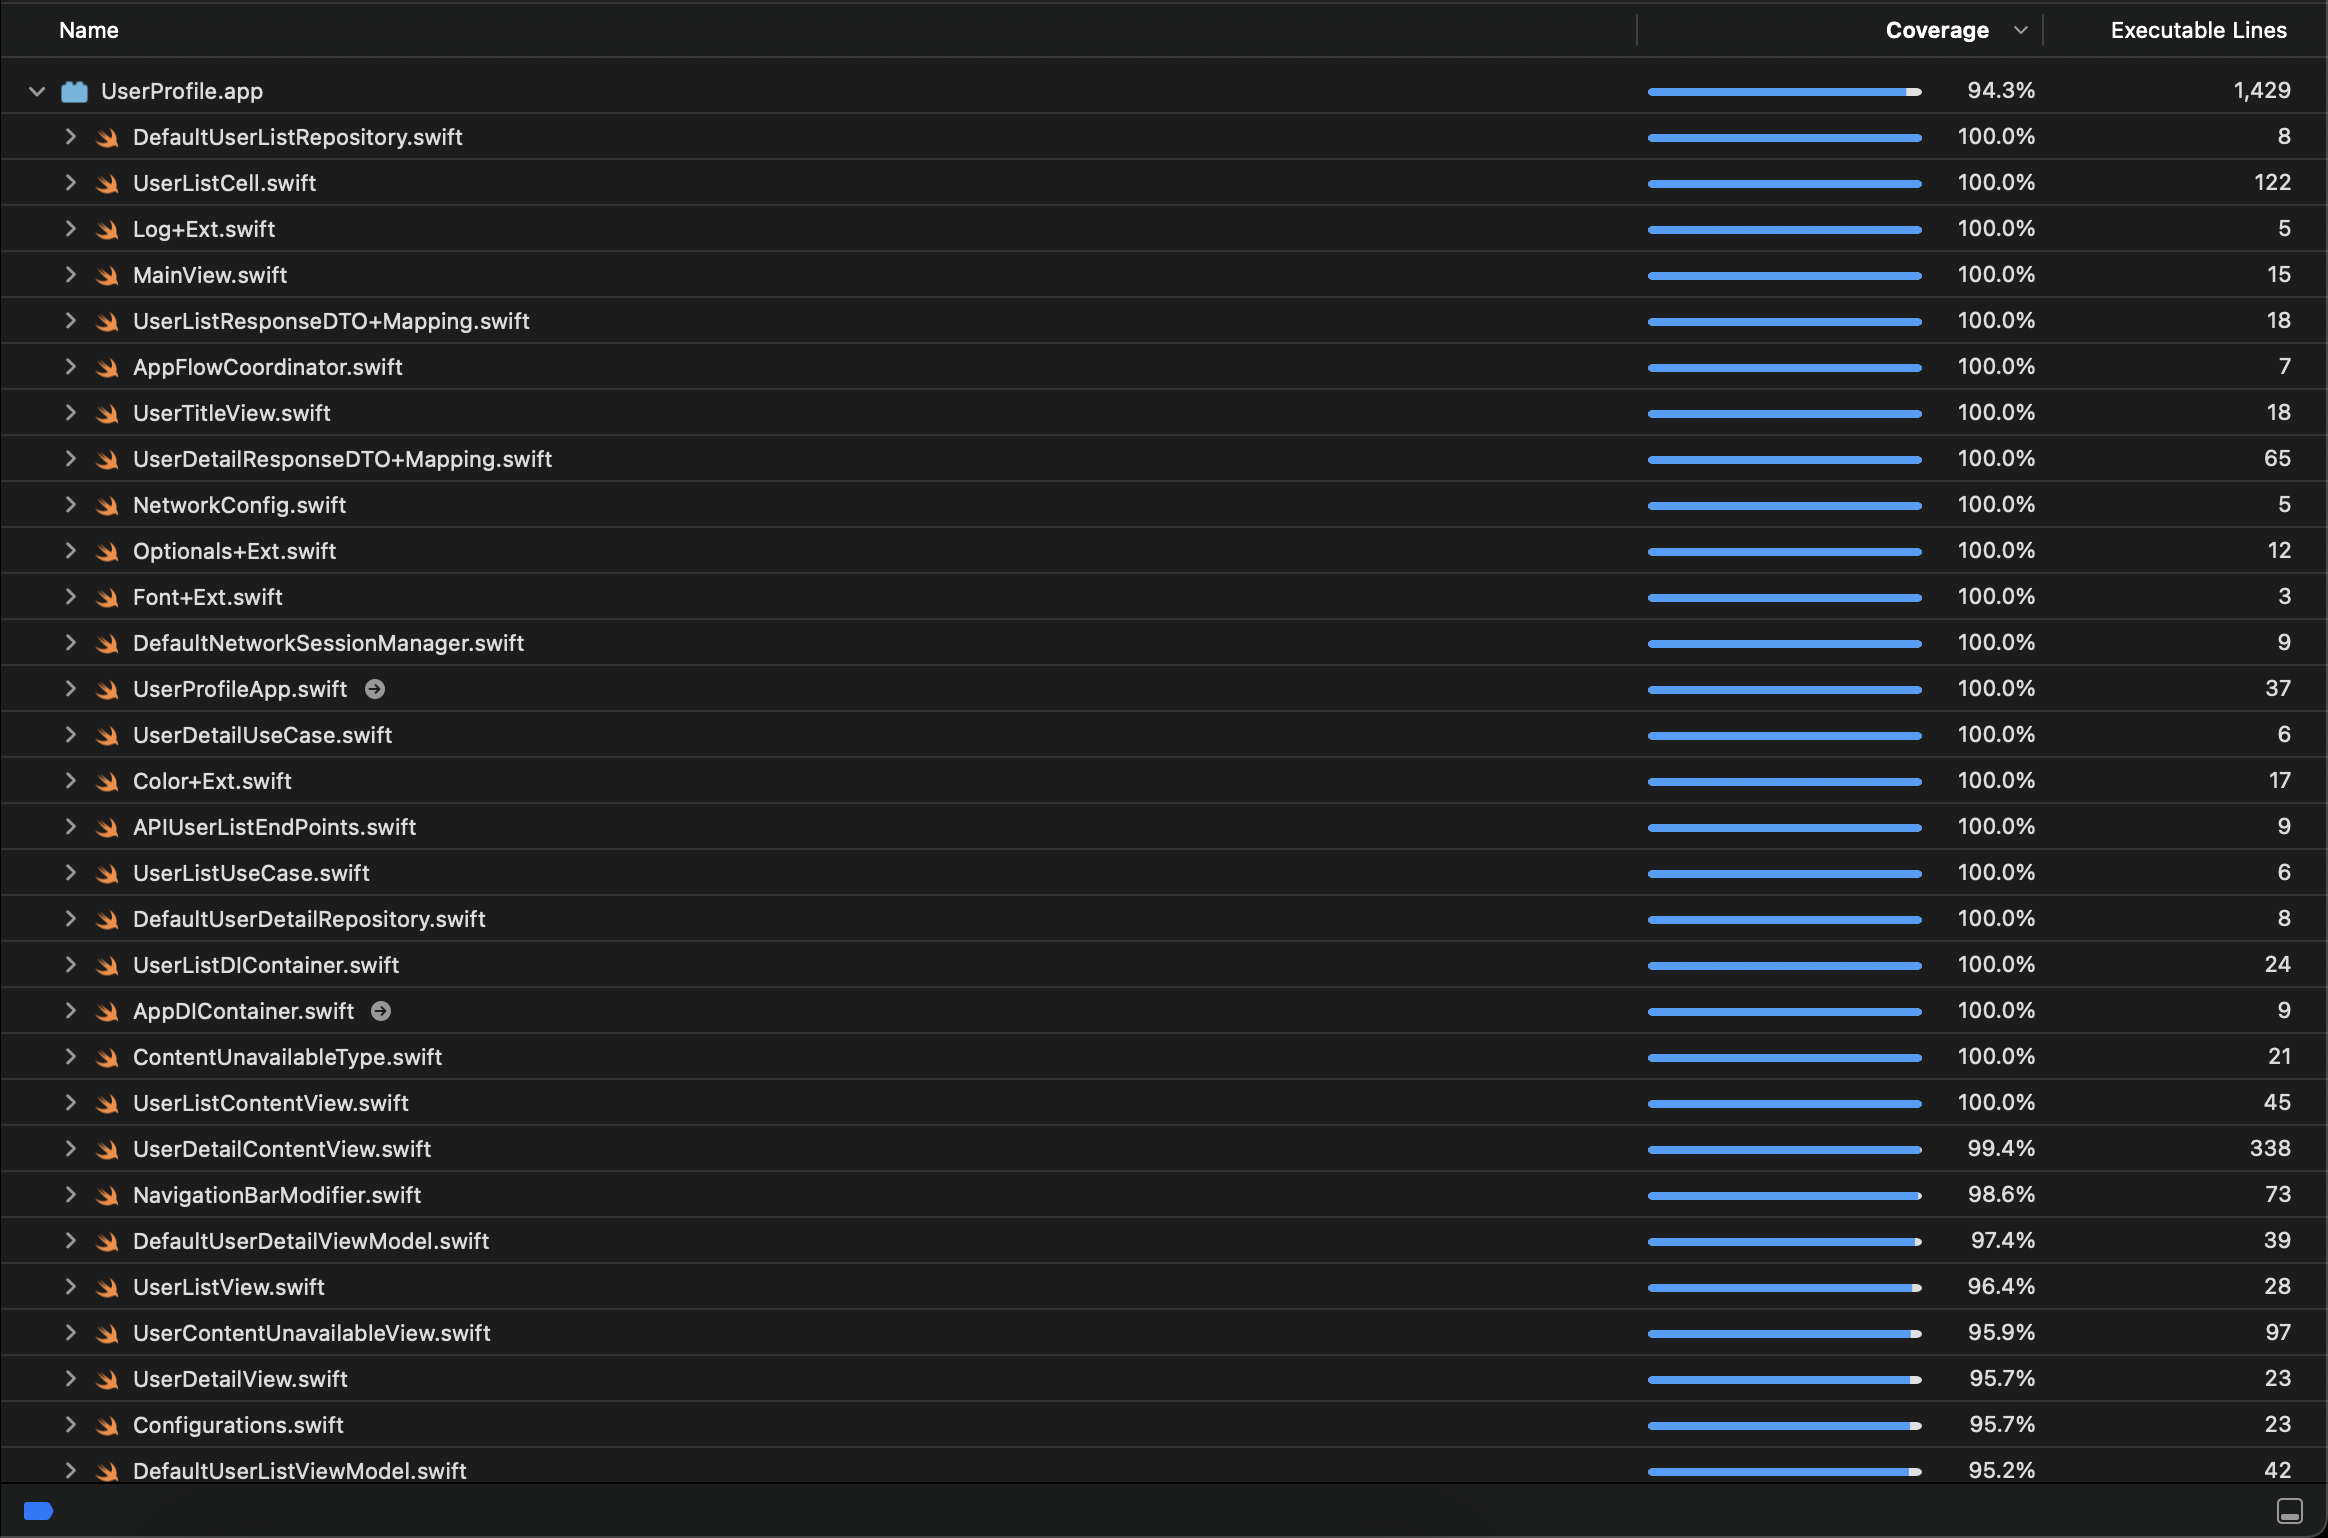 Name Coverage Executable Lines
UserProfile.app 94.3% 1,429
DefaultUserListRepository.swift 100.0% 8
UserListCell.swift 100.0% 122
Log+Ext.swift 100.0% 5
MainView.swift 100.0% 15
UserListResponseDTO+Mapping.swift 100.0% 18
AppFlowCoordinator.swift 100.0% 7
UserTitleView.swift 100.0% 18
UserDetailResponseDTO+Mapping.swift 100.0% 65
NetworkConfig.swift 100.0% 5
Optionals+Ext.swift 100.0% 12
Font+Ext.swift 100.0% 3
DefaultNetworkSessionManager.swift 100.0% 9
UserProfileApp.swift 100.0% 37
UserDetailUseCase.swift 100.0% 6
Color+Ext.swift 100.0% 17
APIUserListEndPoints.swift 100.0% 9
UserListUseCase.swift 100.0% 6
DefaultUserDetailRepository.swift 100.0% 8
UserListDIContainer.swift 100.0% 24
AppDIContainer.swift 100.0% 9
ContentUnavailableType.swift 100.0% 21
UserListContentView.swift 100.0% 45
UserDetailContentView.swift 99.4% 338
NavigationBarModifier.swift 98.6% 73
DefaultUserDetailViewModel.swift 97.4% 39
UserListView.swift 96.4% 28
UserContentUnavailableView.swift 95.9% 97
UserDetailView.swift 95.7% 23
Configurations.swift 95.7% 23
DefaultUserListViewModel.swift 95.2% 42